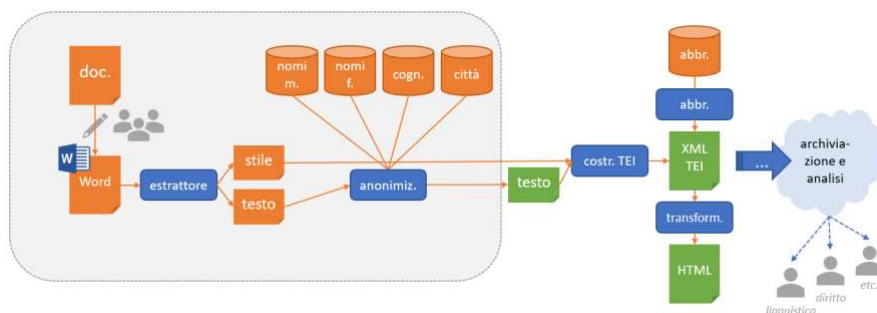 doc.
W
Word
estrattore
stile
testo
nomi
m.
nomi
f.
cogn.
città
anonimiz.
testo
costr. TEI
abbr.
abbr.
XML
TEI
transform.
HTML
...
archivia-
zione e
analisi
linguistica
diritto
etc.